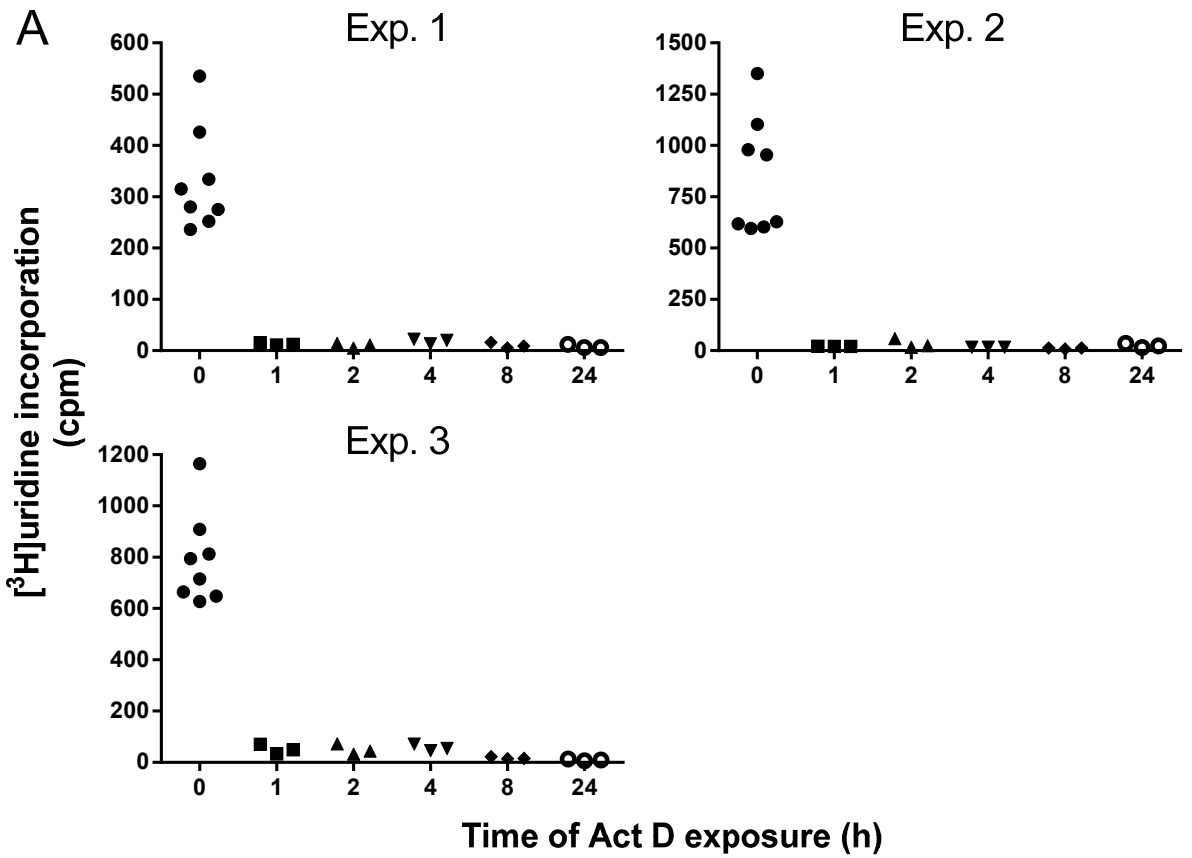 A
Exp. 1
Exp. 2
600
500
400
300
200
100
0
0 1 2 4 8 24
1500
1250
1000
750
500
250
0
0 1 2 4 8 24
Exp. 3
1200
1000
800
600
400
200
0
0 1 2 4 8 24
[³H]uridine incorporation
(cpm)
Time of Act D exposure (h)